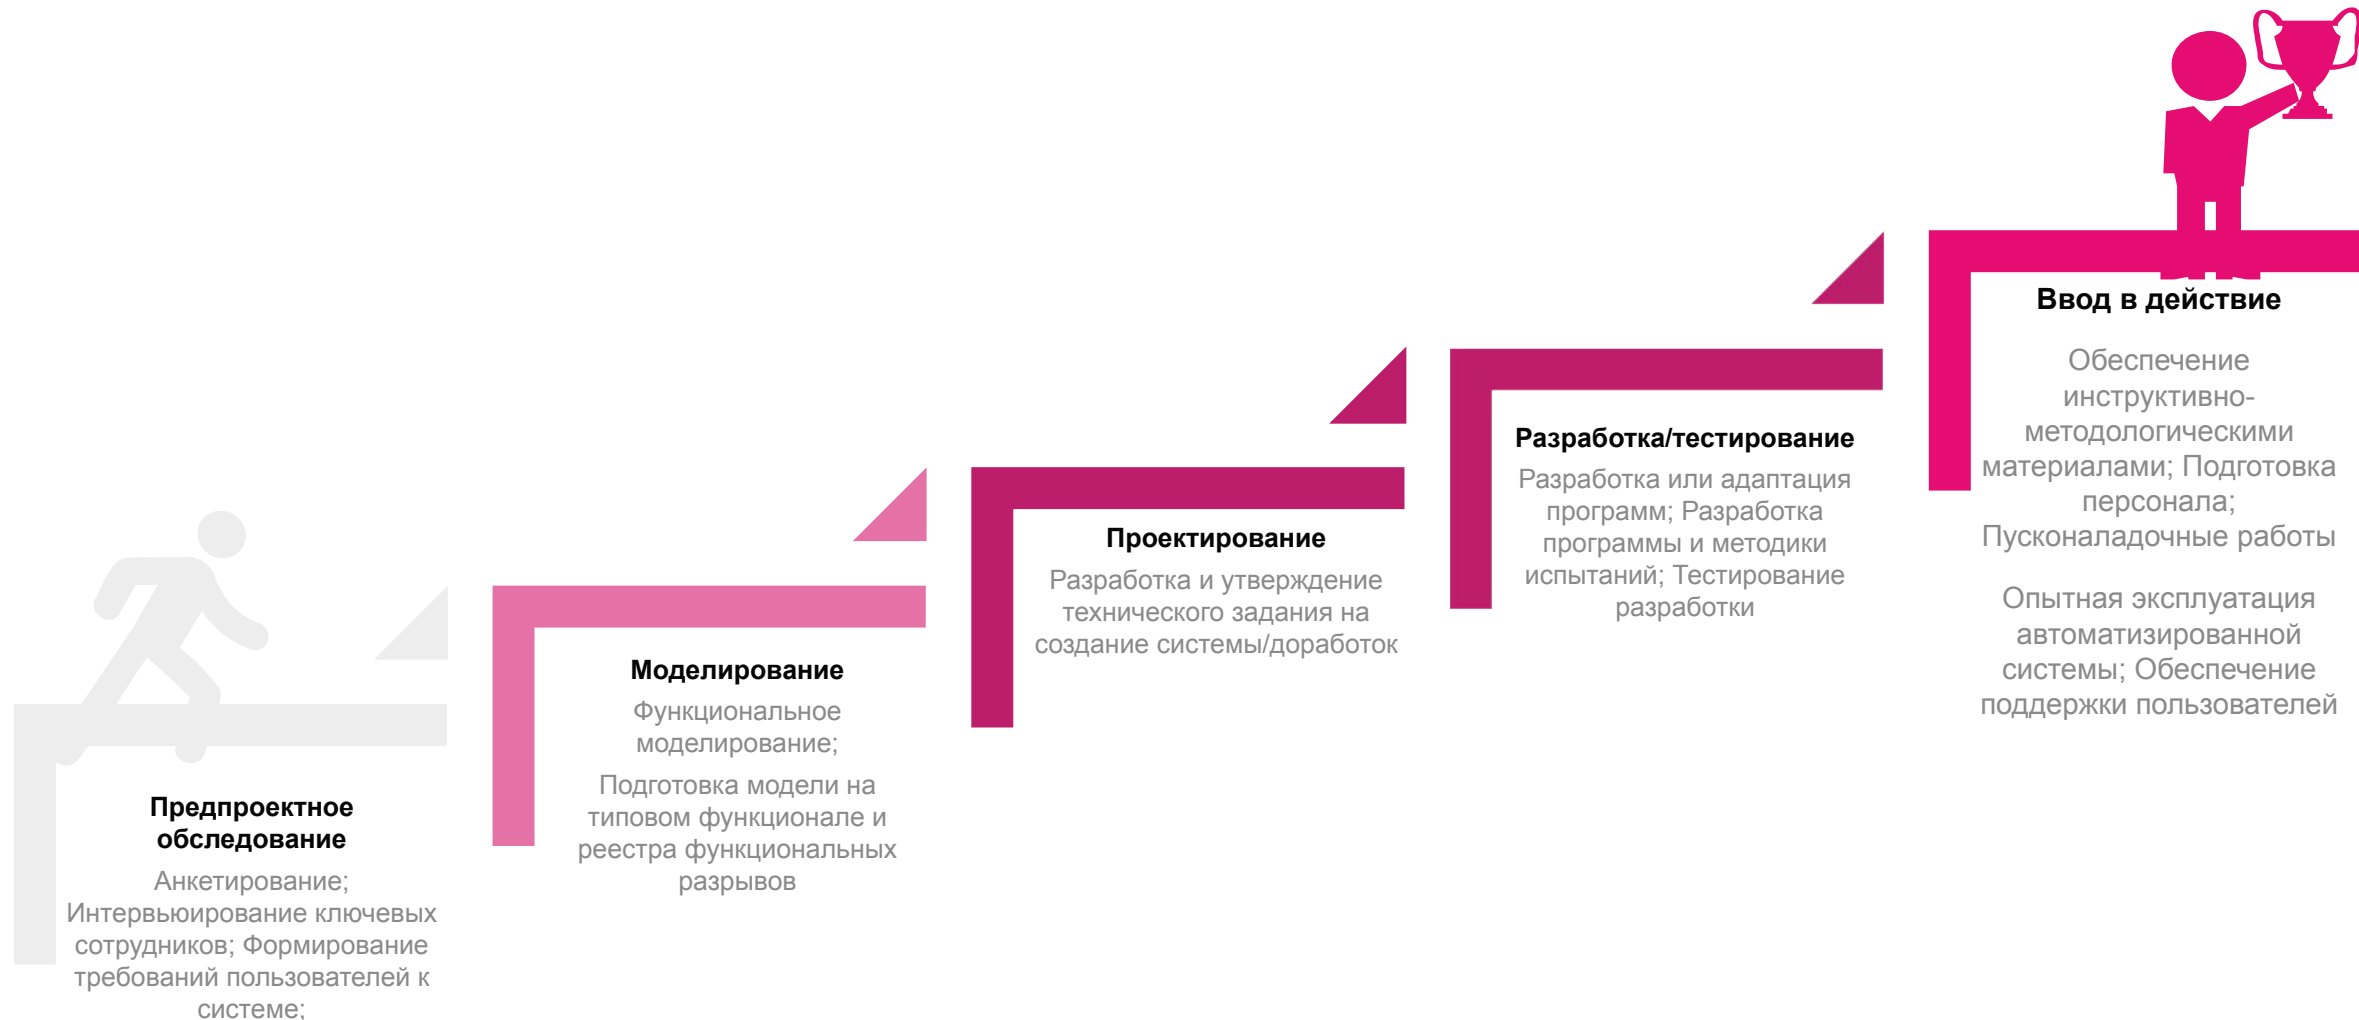 Предпроектное
обследование
Анкетирование;
Интервьюирование ключевых
сотрудников; Формирование
требований пользователей к
системе;
Моделирование
Функциональное
моделирование;
Подготовка модели на
типовом функционале и
реестра функциональных
разрывов
Проектирование
Разработка и утверждение
технического задания на
создание системы/доработок
Разработка/тестирование
Разработка или адаптация
программ; Разработка
программы и методики
испытаний; Тестирование
разработки
Ввод в действие
Обеспечение
инструктивно-
методологическими
материалами; Подготовка
персонала;
Пусконаладочные работы
Опытная эксплуатация
автоматизированной
системы; Обеспечение
поддержки пользователей